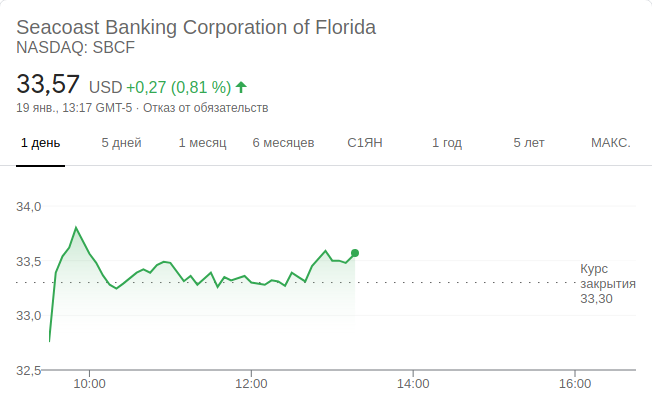 Seacoast Banking Corporation of Florida
NASDAQ: SBCF
33,57 USD +0,27 (0,81 %)
19 янв., 13:17 GMT-5 · Отказ от обязательств
1 день 5 дней 1 месяц 6 месяцев С1ЯН 1 год 5 лет МАКС.
34,0
33,5
Курс
закрытия
33,30
33,0
32,5
10:00 12:00 14:00 16:00